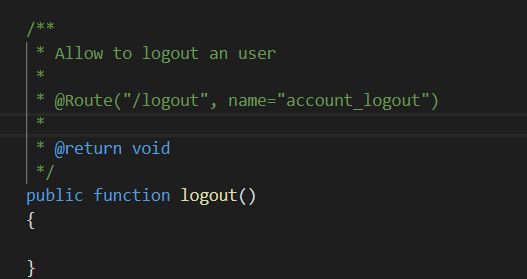 /**
* Allow to logout an user
*
* @Route("/logout", name="account_logout")
*
* @return void
*/
public function logout()
{
}